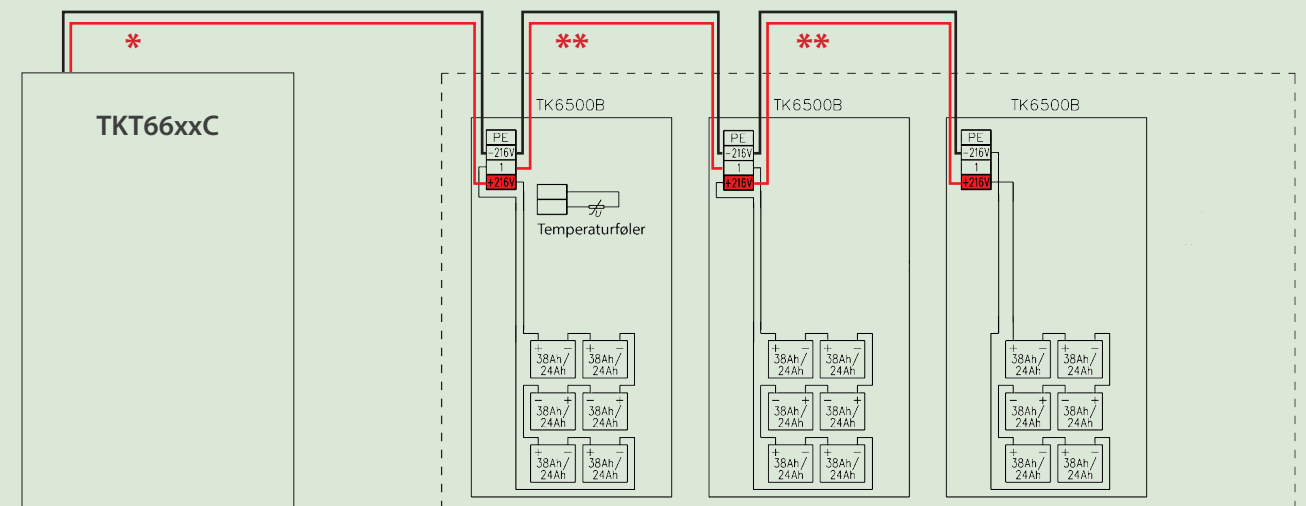 * ** **
TKT66xxC
TK6500B TK6500B TK6500B
PE PE PE
-216V -216V -216V
1 1 1
+216V +216V +216V
Temperaturføler
+ - + - + - + - + - + -
38Ah/ 38Ah/ 38Ah/ 38Ah/ 38Ah/ 38Ah/
24Ah 24Ah 24Ah 24Ah 24Ah 24Ah
- + - + - + - + - + - +
38Ah/ 38Ah/ 38Ah/ 38Ah/ 38Ah/ 38Ah/
24Ah 24Ah 24Ah 24Ah 24Ah 24Ah
+ - + - + - + - + - + -
38Ah/ 38Ah/ 38Ah/ 38Ah/ 38Ah/ 38Ah/
24Ah 24Ah 24Ah 24Ah 24Ah 24Ah